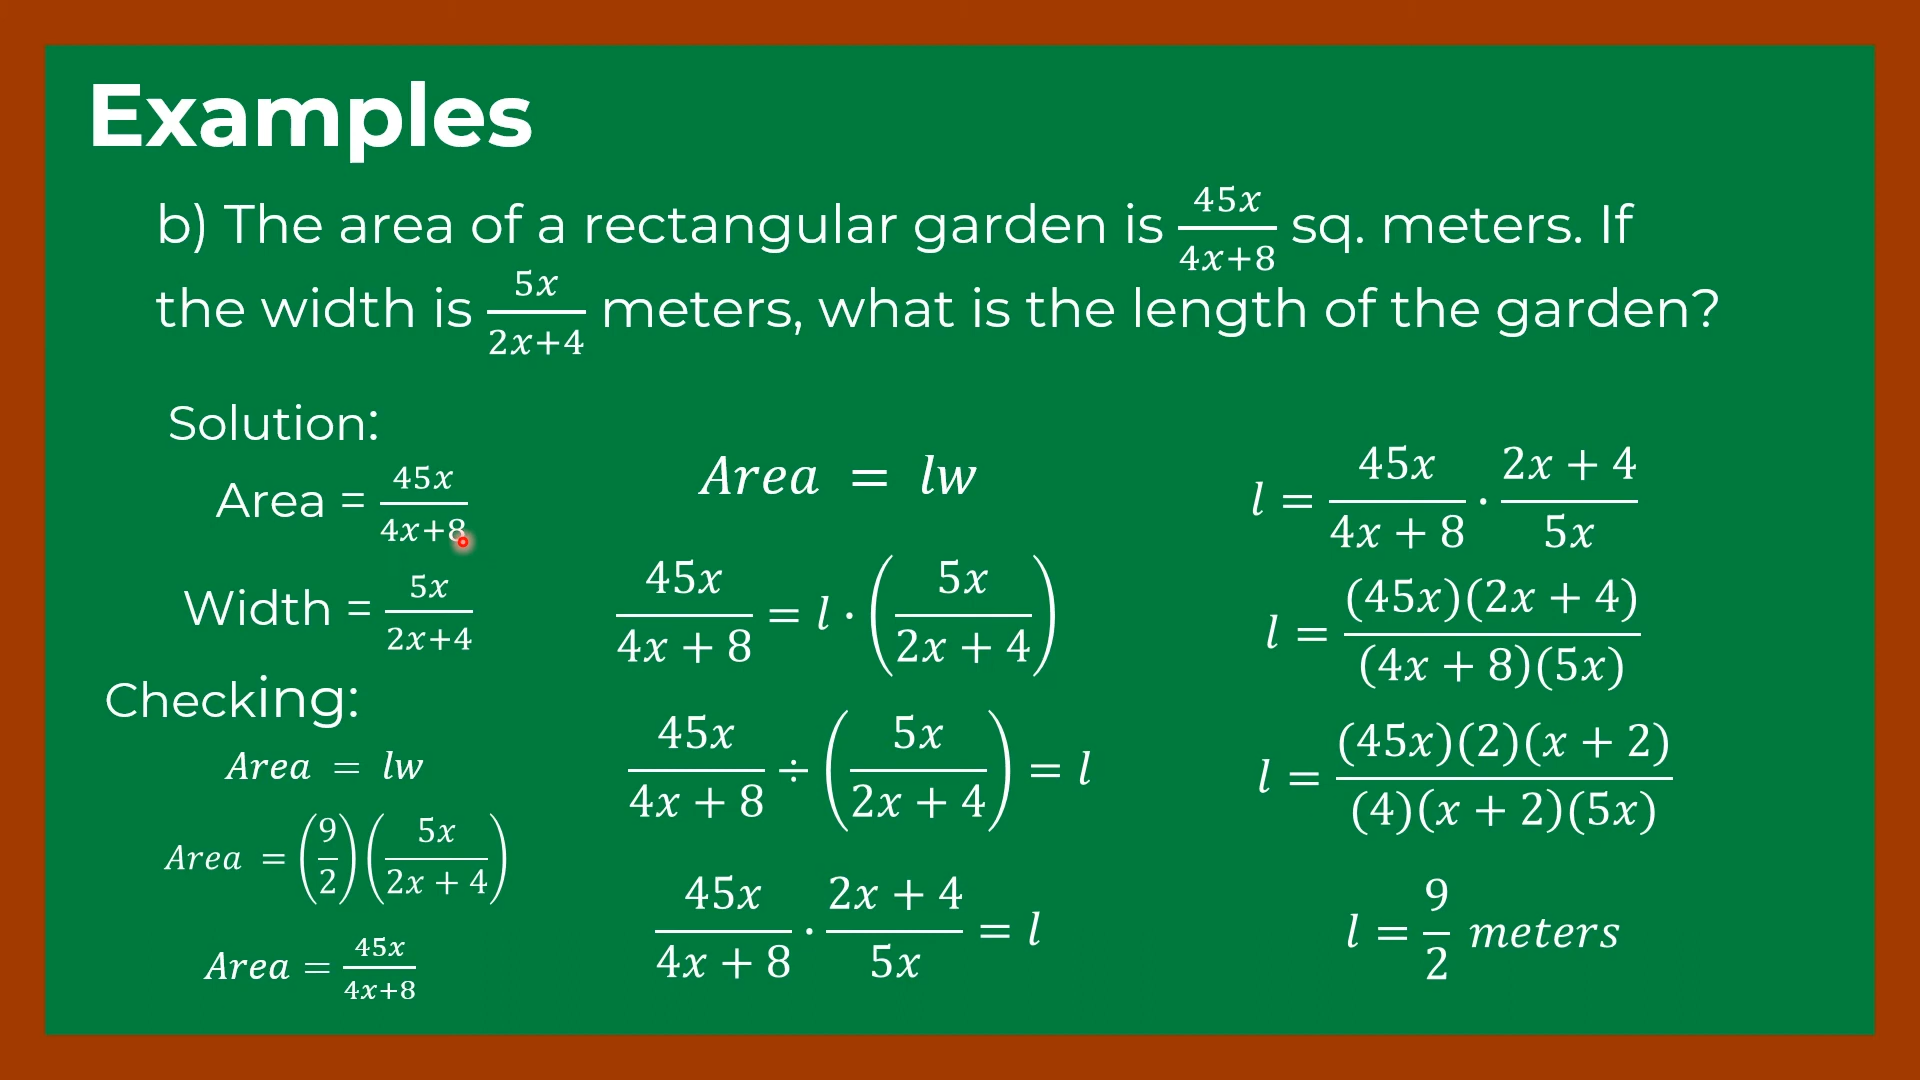 Examples
b) The area of a rectangular garden is 45x/4x+8 sq. meters. If
the width is 5x/2x+4 meters, what is the length of the garden?
Solution:
Area = 45x/4x+8
Width = 5x/2x+4
Checking:
Area = lw
Area = (9/2)(5x/2x + 4)
Area = 45x/4x+8
Area = lw
45x/4x + 8 = l · (5x/2x + 4)
45x/4x + 8 ÷ (5x/2x + 4) = l
45x/4x + 8 · 2x + 4/5x = l
l = 45x/4x + 8 · 2x + 4/5x
l = (45x)(2x + 4)/(4x + 8)(5x)
l = (45x)(2)(x + 2)/(4)(x + 2)(5x)
l = 9/2 meters